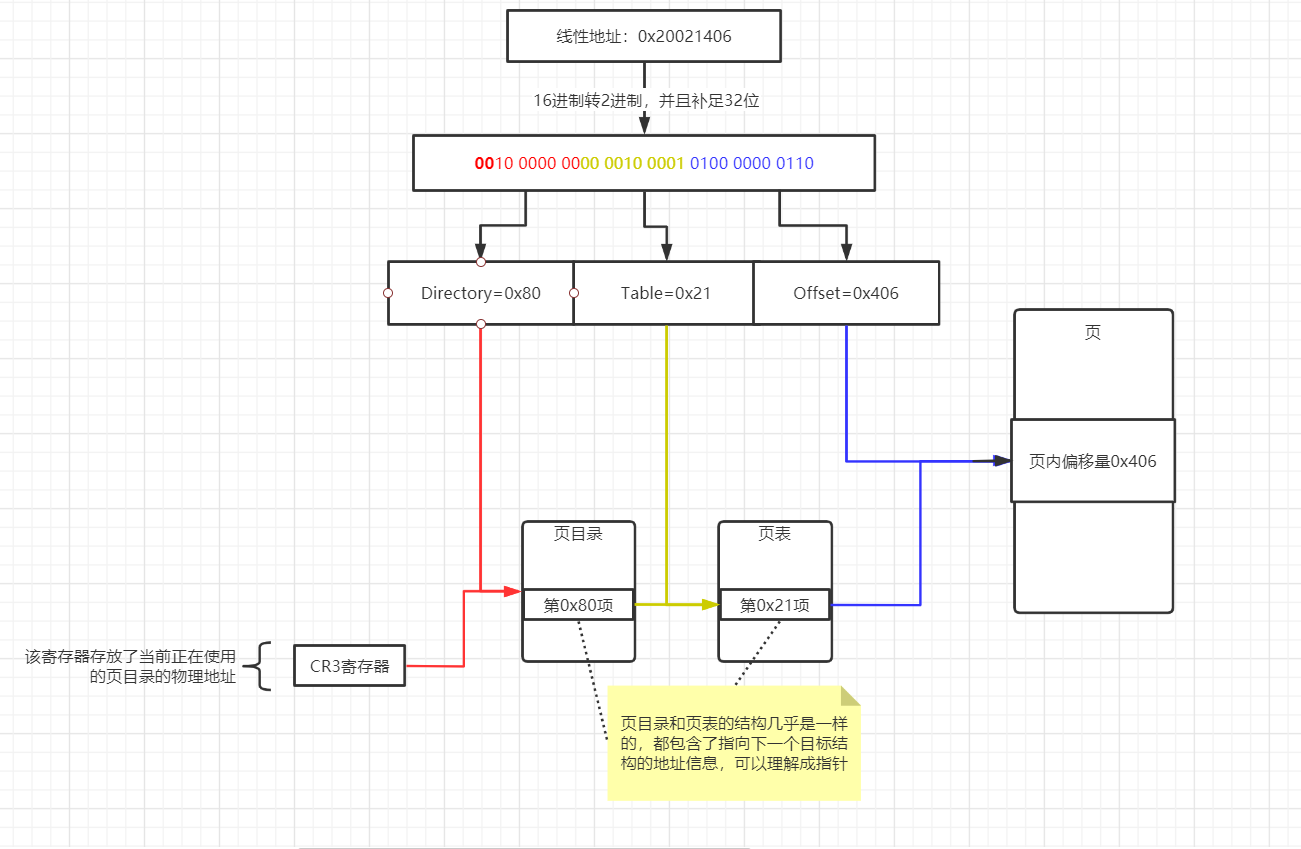 线性地址：0x20021406
16进制转2进制，并且补足32位
0010 0000 0000 0010 0001 0100 0000 0110
Directory=0x80
Table=0x21
Offset=0x406
页
页内偏移量0x406
页目录
页表
第0x80项
第0x21项
该寄存器存放了当前正在使用
的页目录的物理地址
CR3寄存器
页目录和页表的结构几乎是一样
的，都包含了指向下一个目标结
构的地址信息，可以理解成指针